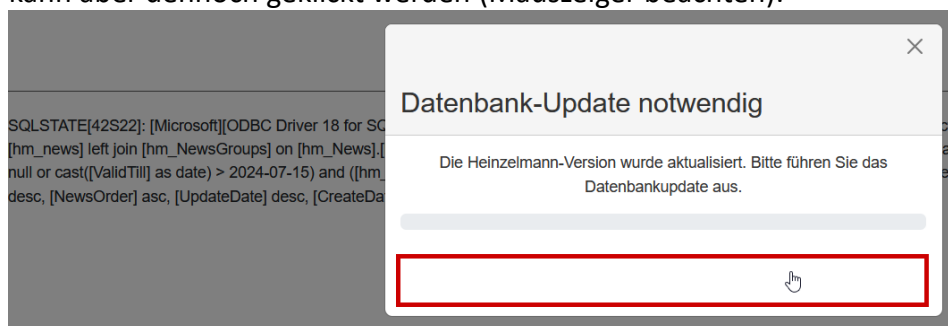 kann aber dennoch geklickt werden (Mauszeiger beachten).
Datenbank-Update notwendig
SQLSTATE[42S22]: [Microsoft][ODBC Driver 18 for SQ
[hm_news] left join [hm_NewsGroups] on [hm_News].[
null or cast([ValidTill] as date) > 2024-07-15) and ([hm_
desc, [NewsOrder] asc, [UpdateDate] desc, [CreateDa
Die Heinzelmann-Version wurde aktualisiert. Bitte führen Sie das
Datenbankupdate aus.